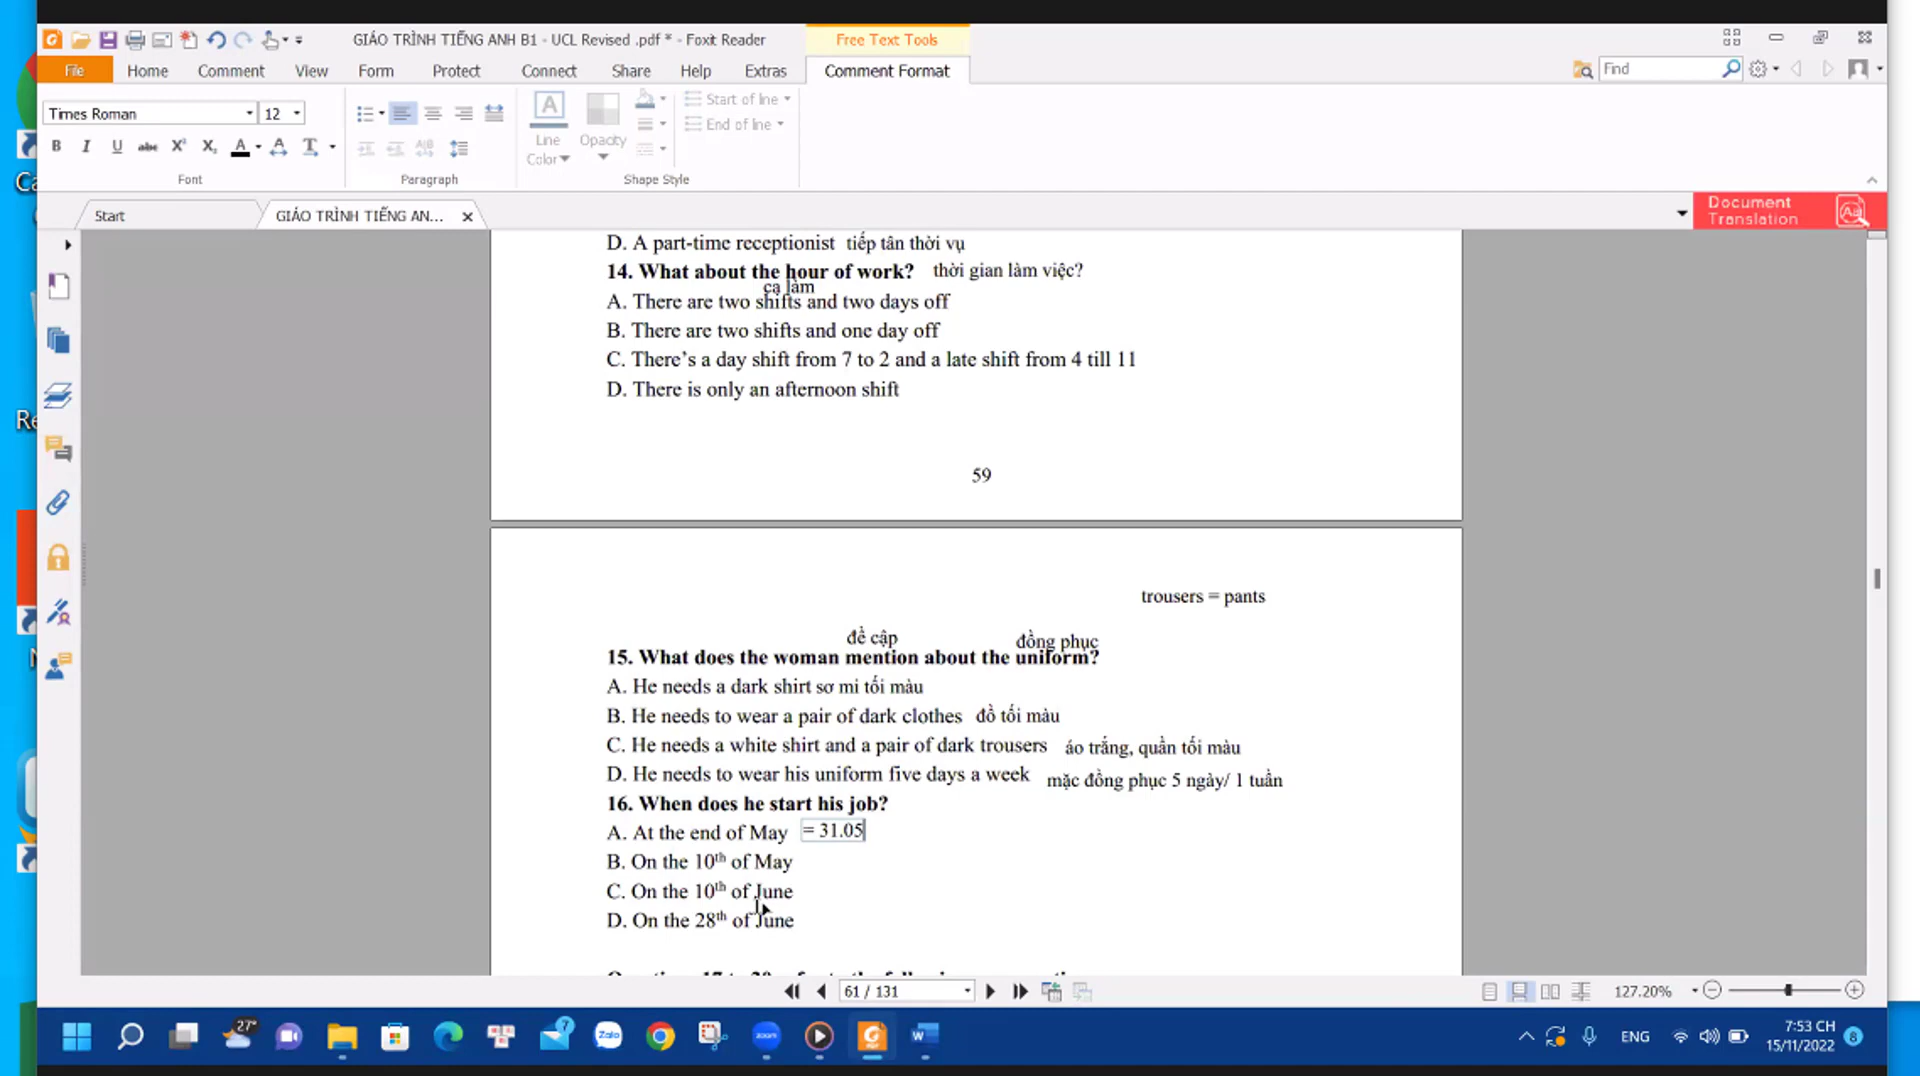 GIÁO TRÌNH TIẾNG ANH B1 - UCL Revised .pdf * - Foxit Reader
Free Text Tools
File Home Comment View Form Protect Connect Share Help Extras Comment Format
Find
Times Roman 12
Start of line
End of line
Line Color
Opacity
B I U abc X² X₂ A
Font
Paragraph
Shape Style
Start
GIÁO TRÌNH TIẾNG AN...
Document Translation
D. A part-time receptionist tiếp tân thời vụ
14. What about the hour of work? thời gian làm việc?
ca làm
A. There are two shifts and two days off
B. There are two shifts and one day off
C. There's a day shift from 7 to 2 and a late shift from 4 till 11
D. There is only an afternoon shift
59
trousers = pants
đề cập đồng phục
15. What does the woman mention about the uniform?
A. He needs a dark shirt sơ mi tối màu
B. He needs to wear a pair of dark clothes đồ tối màu
C. He needs a white shirt and a pair of dark trousers áo trắng, quần tối màu
D. He needs to wear his uniform five days a week mặc đồng phục 5 ngày/ 1 tuần
16. When does he start his job?
A. At the end of May = 31.05
B. On the 10th of May
C. On the 10th of June
D. On the 28th of June
61 / 131
127.20%
27°
7
Zalo
zoom
ENG
7:53 CH
15/11/2022
8